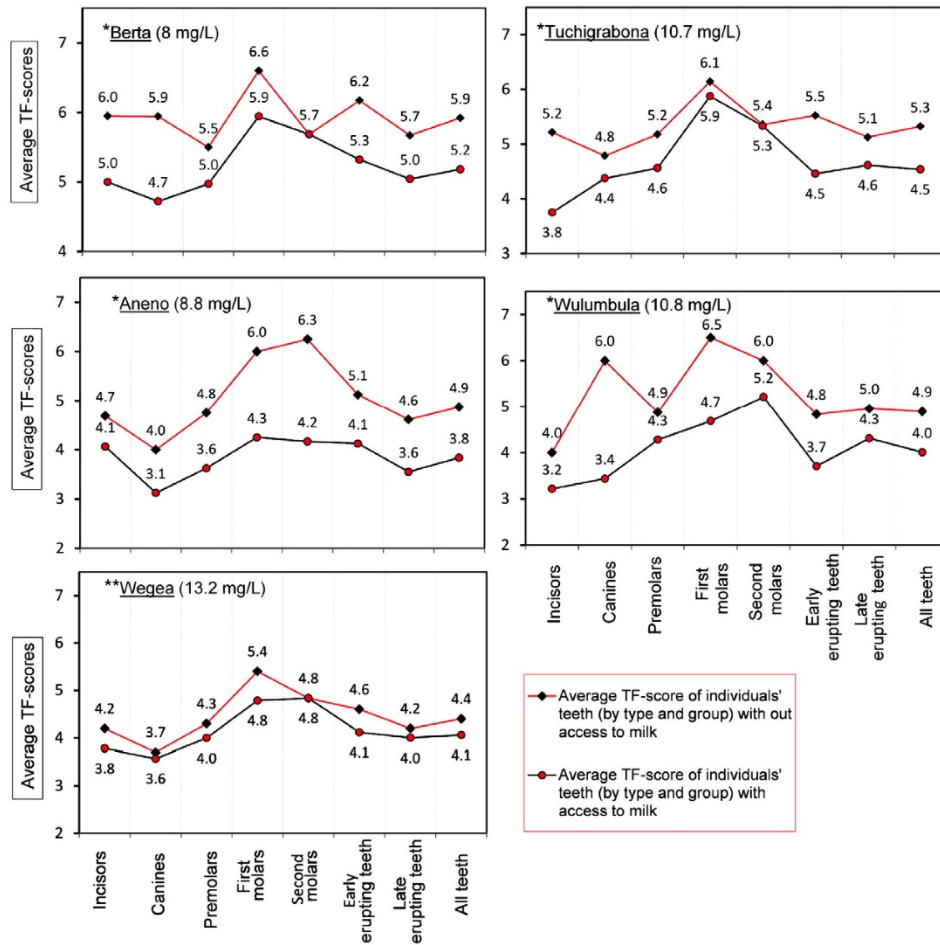 *Berta (8 mg/L)
Average TF-scores
7
6
5
4
6.0
5.9
5.5
6.6
5.7
6.2
5.7
5.9
5.0
4.7
5.0
5.9
5.3
5.0
5.2
*Tuchigrabona (10.7 mg/L)
7
6
5
4
3
5.2
4.8
5.2
6.1
5.4
5.5
5.1
5.3
3.8
4.4
4.6
5.9
5.3
4.5
4.6
4.5
*Aneno (8.8 mg/L)
Average TF-scores
7
6
5
4
3
2
4.7
4.0
4.8
6.0
6.3
5.1
4.6
4.9
4.1
3.1
3.6
4.3
4.2
4.1
3.6
3.8
*Wulumbula (10.8 mg/L)
7
6
5
4
3
2
4.0
6.0
4.9
6.5
6.0
4.8
5.0
4.9
3.2
3.4
4.3
4.7
5.2
3.7
4.3
4.0
Incisors
Canines
Premolars
First
molars
Second
molars
Early
erupting teeth
Late
erupting teeth
All teeth
**Wegea (13.2 mg/L)
Average TF-scores
7
6
5
4
3
2
4.2
3.7
4.3
5.4
4.8
4.6
4.2
4.4
3.8
3.6
4.0
4.8
4.8
4.1
4.0
4.1
Incisors
Canines
Premolars
First
molars
Second
molars
Early
erupting teeth
Late
erupting teeth
All teeth
Average TF-score of individuals'
teeth (by type and group) with out
access to milk
Average TF-score of individuals'
teeth (by type and group) with
access to milk